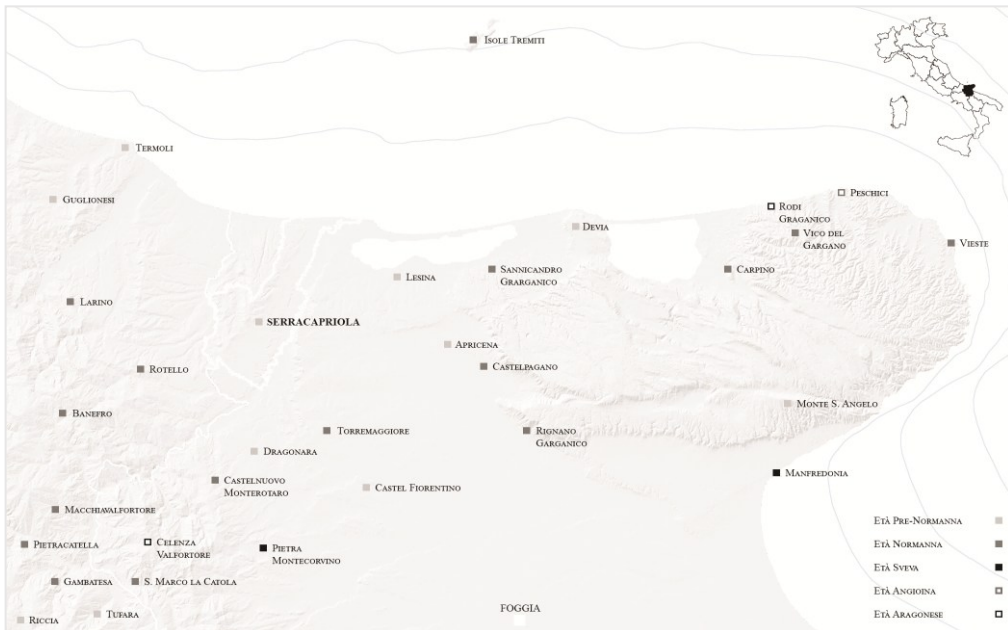 Isole Tremiti
Termoli
Guglionesi
Peschici
Rodi
Graganico
Vico del
Gargano
Devia
Vieste
Lesina
Sannicandro
Grarganico
Carpino
Larino
SERRACAPRIOLA
Apricena
Castelpagano
Rotello
Monte S. Angelo
Banefro
Torremaggiore
Rignano
Garganico
Dragonara
Manfredonia
Castelnuovo
Monterotaro
Castel Fiorentino
Macchiavalfortore
Pietracatella
Celenza
Valfortore
Pietra
Montecorvino
Gambatesa
S. Marco la Catola
FOGGIA
Tufara
Riccia
Età Pre-Normanna
Età Normanna
Età Sveva
Età Angioina
Età Aragonese